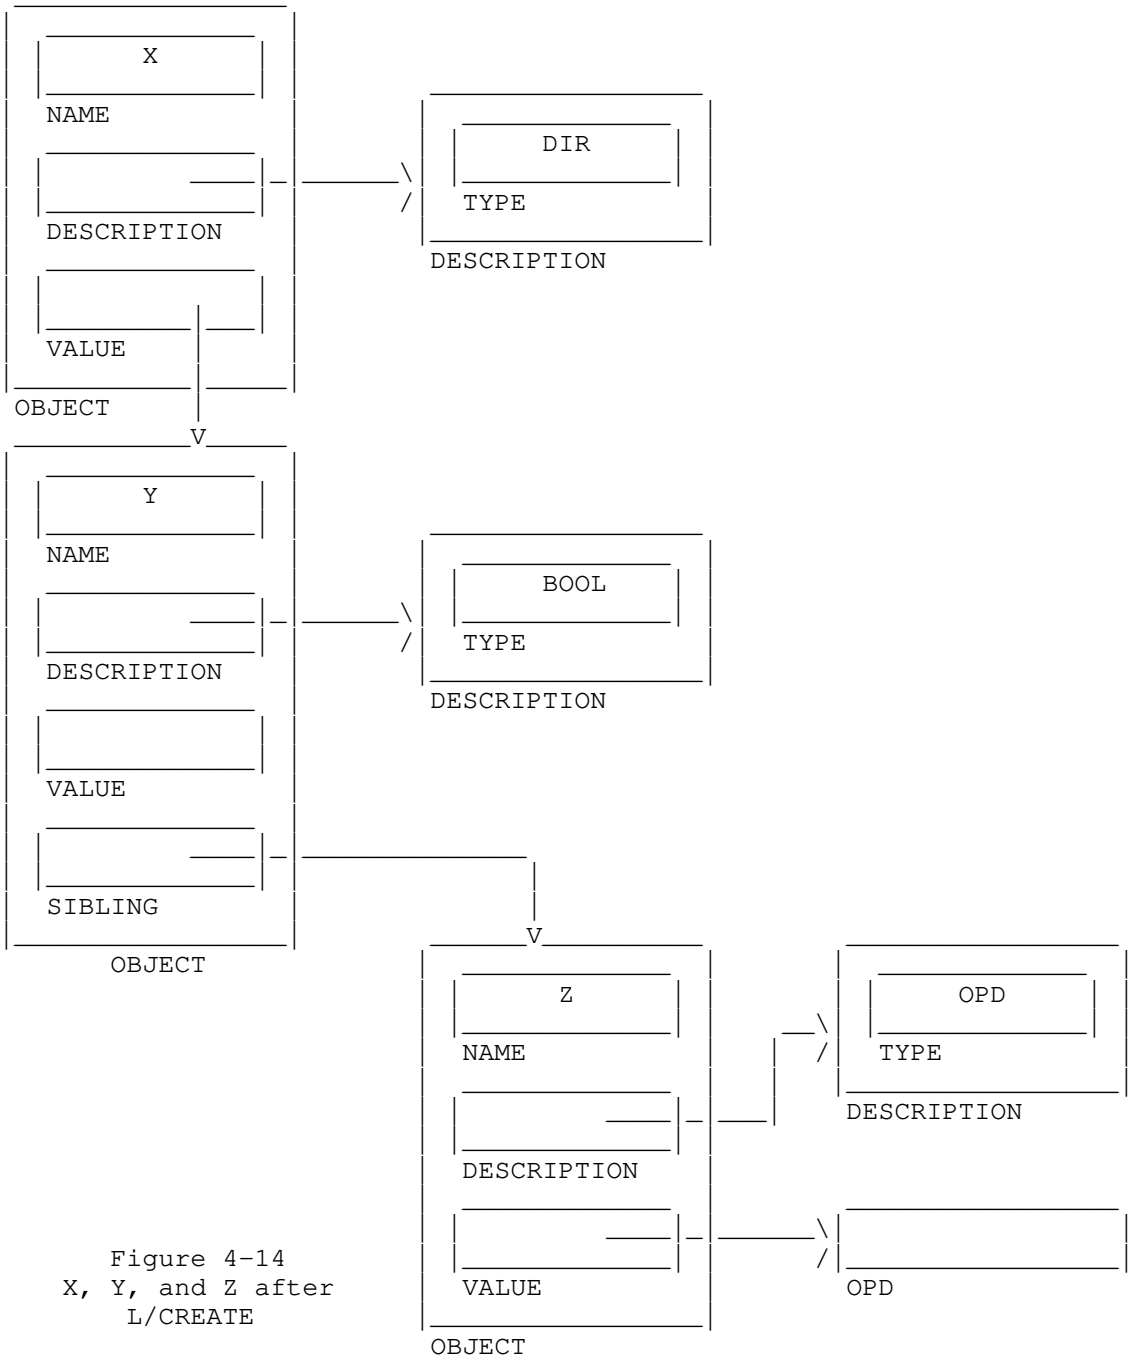 X
NAME
DIR
TYPE
DESCRIPTION
DESCRIPTION
VALUE
OBJECT
V
Y
NAME
BOOL
TYPE
DESCRIPTION
DESCRIPTION
VALUE
SIBLING
V
OBJECT
Z
OPD
NAME
TYPE
DESCRIPTION
DESCRIPTION
Figure 4-14
X, Y, and Z after
VALUE
OPD
L/CREATE
OBJECT